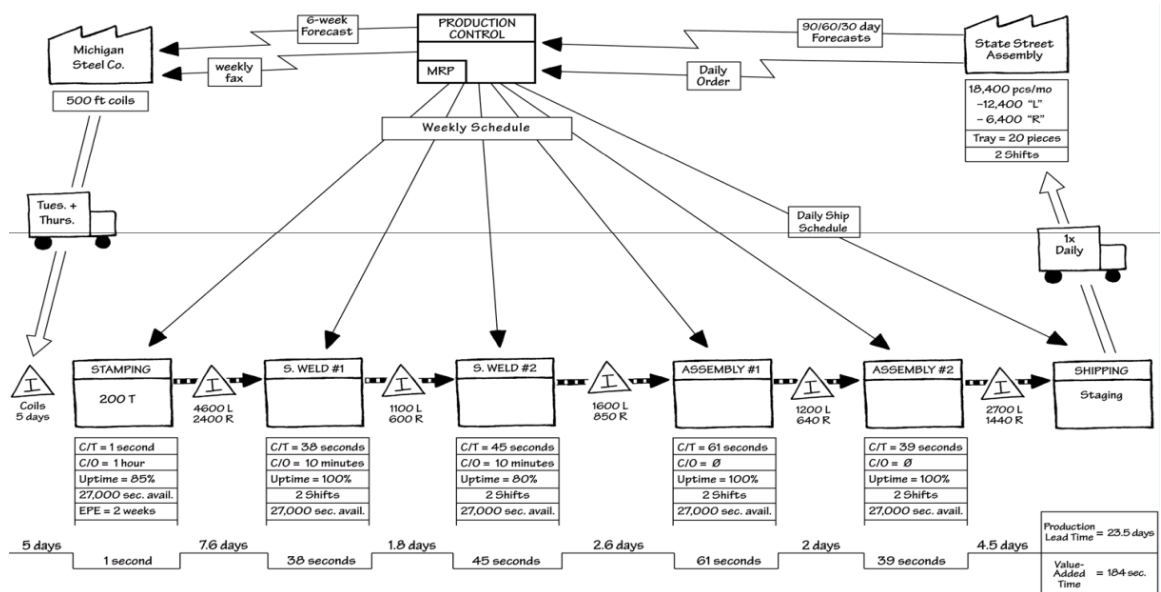 Michigan
Steel Co.
6-week
Forecast
weekly
fax
PRODUCTION
CONTROL
MRP
90/60/30 day
Forecasts
Daily
Order
State Street
Assembly
500 ft coils
18,400 pcs/mo
-12,400 "L"
- 6,400 "R"
Tray = 20 pieces
2 Shifts
Weekly Schedule
Tues. +
Thurs.
Daily Ship
Schedule
1x
Daily
I
Coils
5 days
STAMPING
200 T
C/T = 1 second
C/O = 1 hour
Uptime = 85%
27,000 sec. avail.
EPE = 2 weeks
I
4600 L
2400 R
S. WELD #1
C/T = 38 seconds
C/O = 10 minutes
Uptime = 100%
2 Shifts
27,000 sec. avail.
I
1100 L
600 R
S. WELD #2
C/T = 45 seconds
C/O = 10 minutes
Uptime = 80%
2 Shifts
27,000 sec. avail.
I
1600 L
850 R
ASSEMBLY #1
C/T = 61 seconds
C/O = Ø
Uptime = 100%
2 Shifts
27,000 sec. avail.
I
1200 L
640 R
ASSEMBLY #2
C/T = 39 seconds
C/O = Ø
Uptime = 100%
2 Shifts
27,000 sec. avail.
I
2700 L
1440 R
SHIPPING
Staging
5 days
1 second
7.6 days
38 seconds
1.8 days
45 seconds
2.6 days
61 seconds
2 days
39 seconds
4.5 days
Production
Lead Time = 23.5 days
Value-
Added = 184 sec.
Time